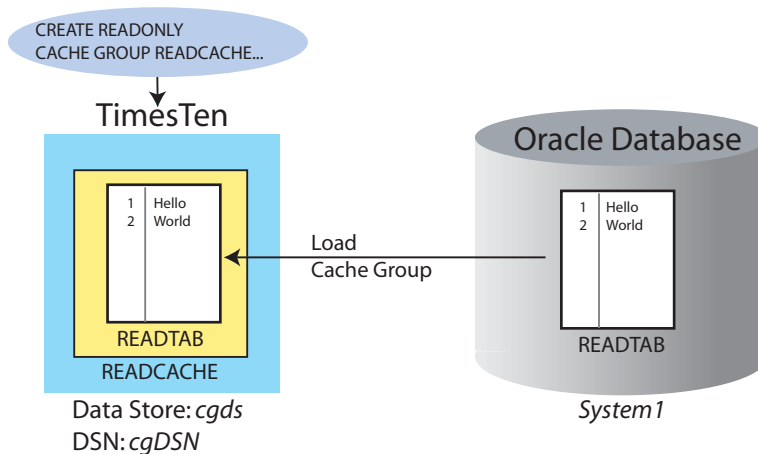 CREATE READONLY
CACHE GROUP READCACHE...
TimesTen
Oracle Database
1 Hello
2 World
READTAB
READCACHE
Load
Cache Group
1 Hello
2 World
READTAB
Data Store: cgds
DSN: cgDSN
System1